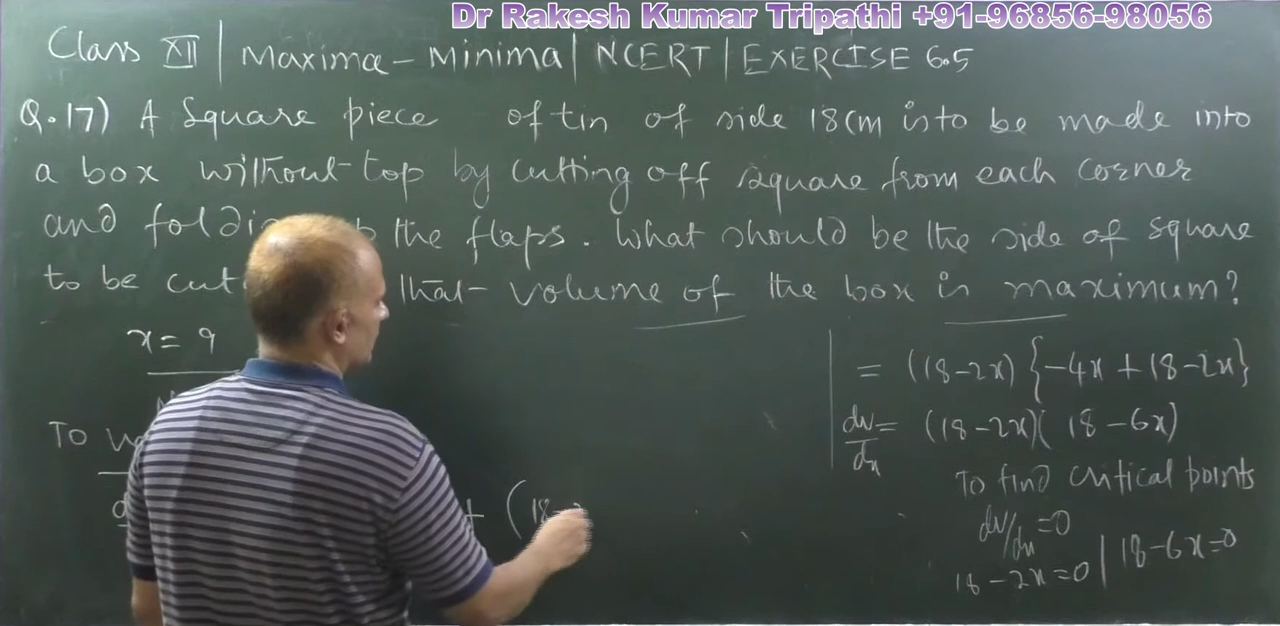 Dr Rakesh Kumar Tripathi +91-96856-98056
Class XII | Maxima - Minima | NCERT | EXERCISE 6.5
Q.17) A Square piece of tin of side 18cm is to be made into
a box without top by cutting off square from each corner
and the flaps. What should be the side of square
to be cut that volume of the box is maximum?
x = 9
To
+ (18-
= (18-2x) {-4x + 18-2x}
dv/dx = (18-2x)(18-6x)
To find critical points
dv/dx = 0
18-2x=0 | 18-6x=0